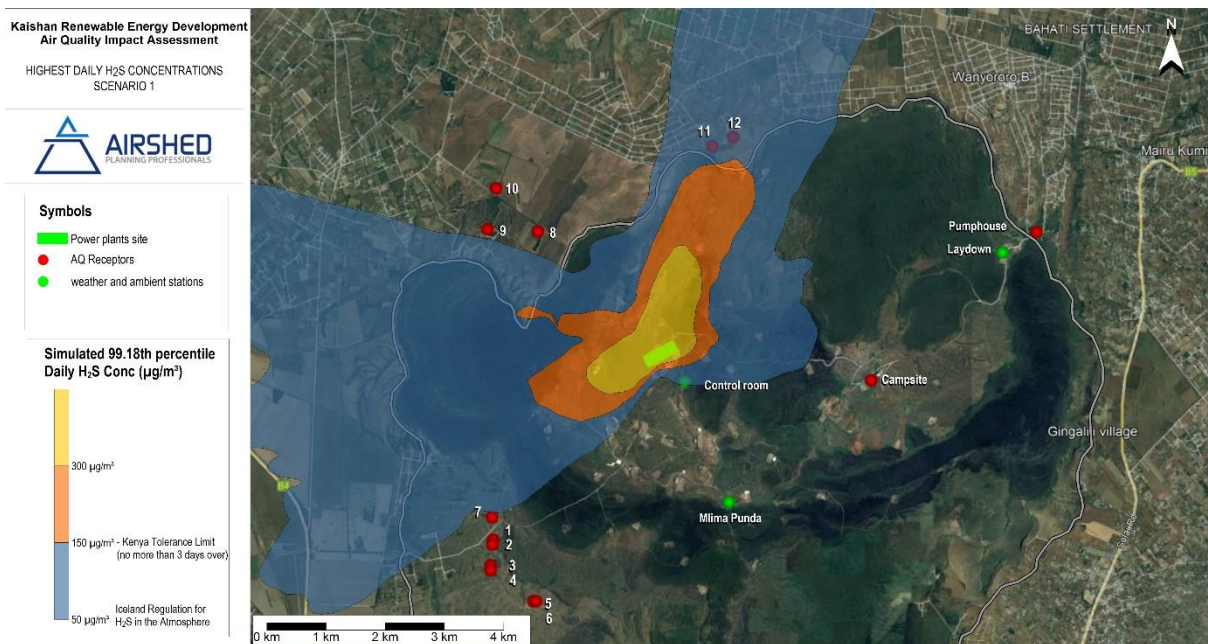 Kaishan Renewable Energy Development
Air Quality Impact Assessment
HIGHEST DAILY H2S CONCENTRATIONS
SCENARIO 1
AIRSHED
PLANNING PROFESSIONALS
Symbols
Power plants site
AQ Receptors
weather and ambient stations
Simulated 99.18th percentile
Daily H₂S Conc (µg/m³)
300 µg/m³
150 µg/m³
- Kenya Tolerance Limit
(no more than 3 days over)
50 µg/m³
Iceland Regulation for
H₂S in the Atmosphere
BAHATI SETTLEMENT
N
Wanyororo B
12
11
Mairu Kumi
B5
10
9
8
Pumphouse
Laydown
Control room
Campsite
Gingalili village
B4
Mlima Punda
7
1
2
3
4
5
6
Solai Rd
0 km
1 km
2 km
3 km
4 km